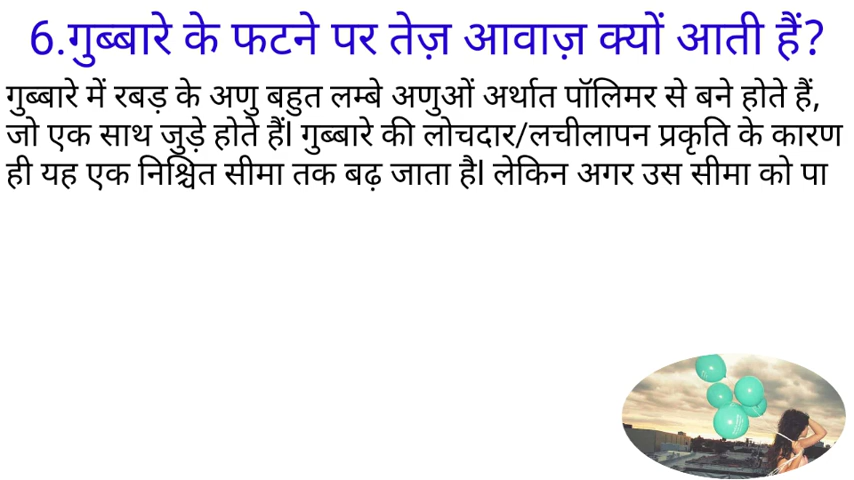 6.गुब्बारे के फटने पर तेज़ आवाज़ क्यों आती हैं?
गुब्बारे में रबड़ के अणु बहुत लम्बे अणुओं अर्थात पॉलिमर से बने होते हैं,
जो एक साथ जुड़े होते हैंl गुब्बारे की लोचदार/लचीलापन प्रकृति के कारण
ही यह एक निश्चित सीमा तक बढ़ जाता हैl लेकिन अगर उस सीमा को पा